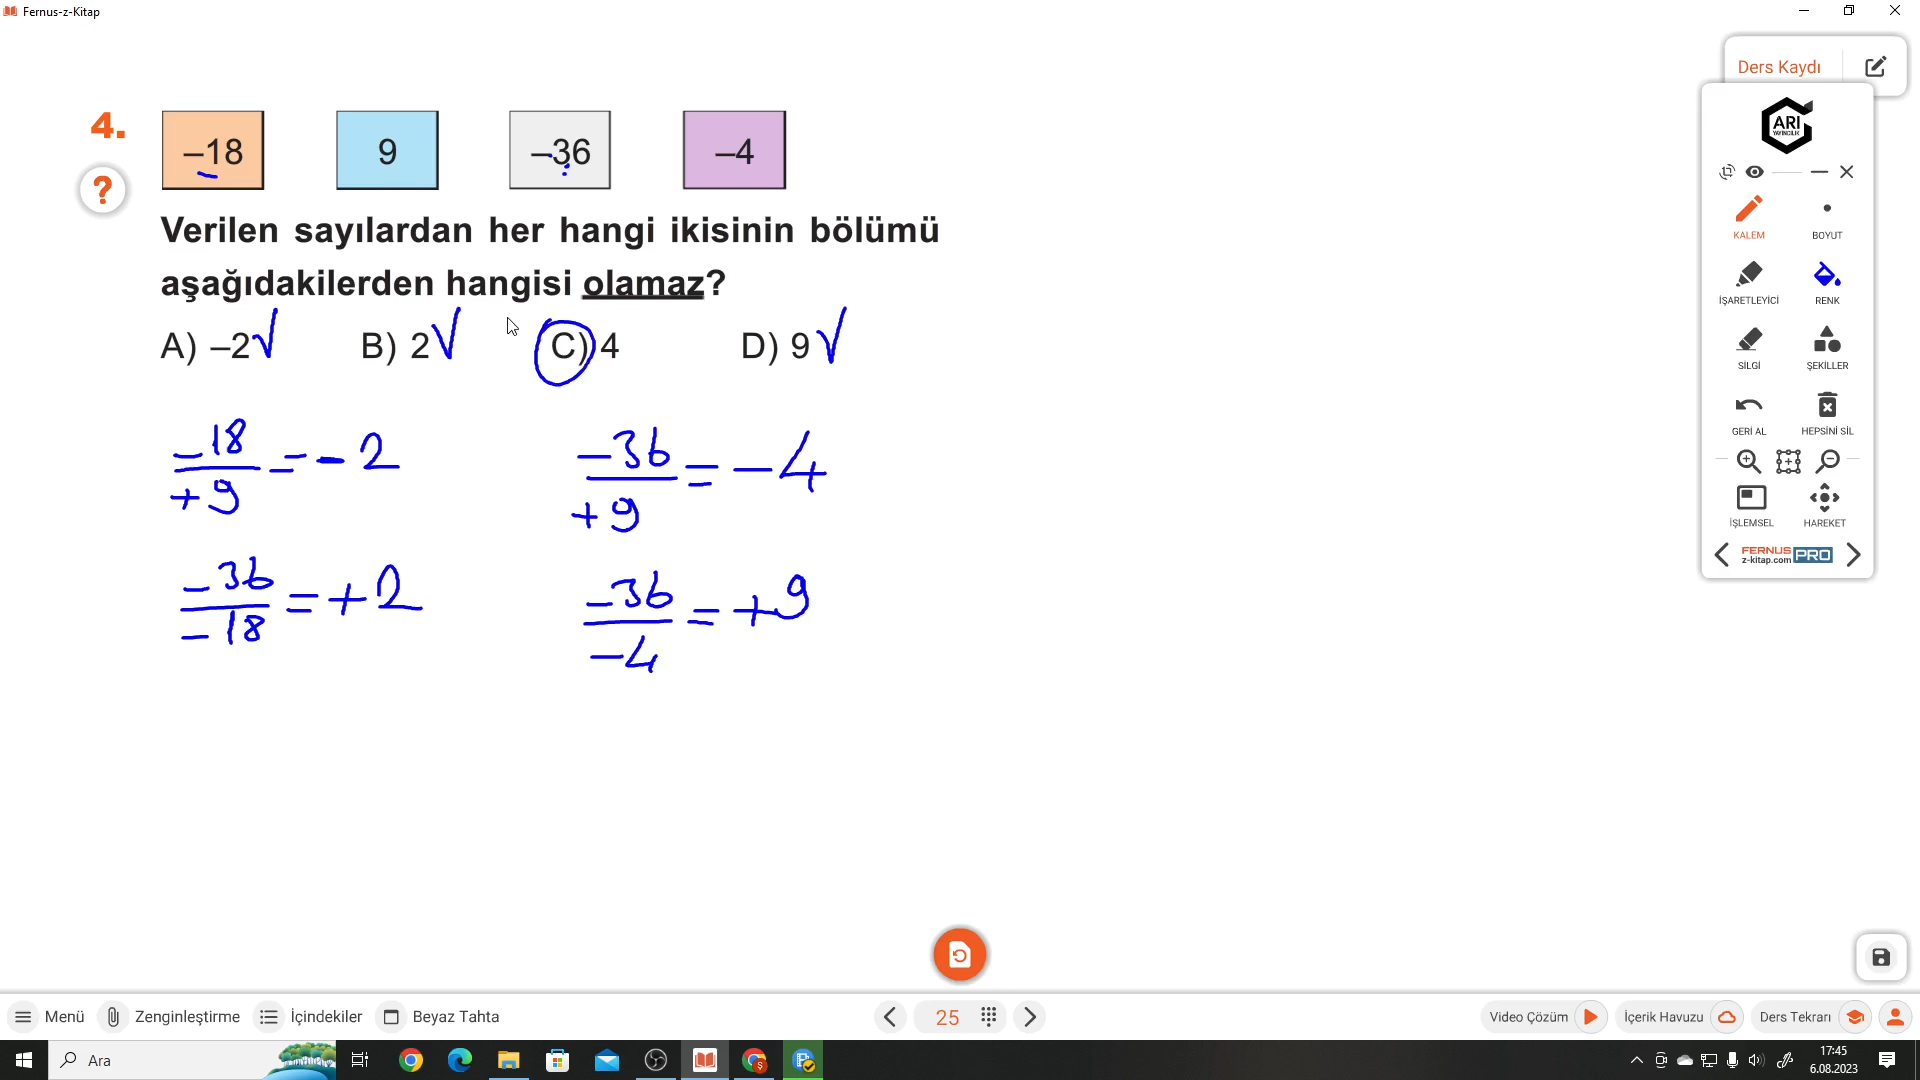 Fernus-z-Kitap
Ders Kaydı
4.
–18
9
–36
–4
?
Verilen sayılardan her hangi ikisinin bölümü
aşağıdakilerden hangisi olamaz?
A) –2 √
B) 2 √
C) 4
D) 9 √
–18 / +9 = –2
–36 / +9 = –4
–36 / –18 = +2
–36 / –4 = +9
ARI
YAYINCILIK
KALEM
BOYUT
İŞARETLEYİCİ
RENK
SİLGİ
ŞEKİLLER
GERİ AL
HEPSİNİ SİL
İŞLEMSEL
HAREKET
FERNUS
z-kitap.com
PRO
Menü
Zenginleştirme
İçindekiler
Beyaz Tahta
25
Video Çözüm
İçerik Havuzu
Ders Tekrarı
Ara
17:45
6.08.2023